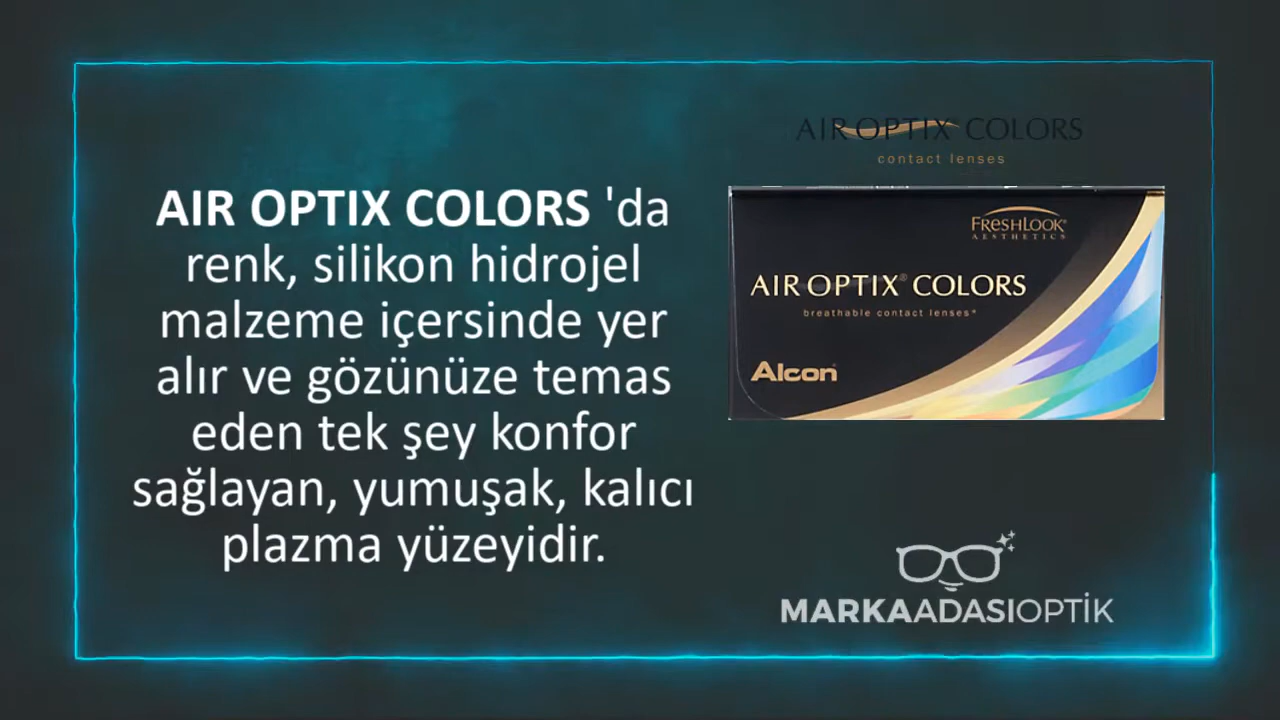 AIR OPTIX COLORS 'da
renk, silikon hidrojel
malzeme içersinde yer
alır ve gözünüze temas
eden tek şey konfor
sağlayan, yumuşak, kalıcı
plazma yüzeyidir.
AIR OPTIX COLORS
contact lenses
FRESHLOOK®
AESTHETICS
AIR OPTIX® COLORS
breathable contact lenses*
Alcon®
MARKAADASIOPTİK